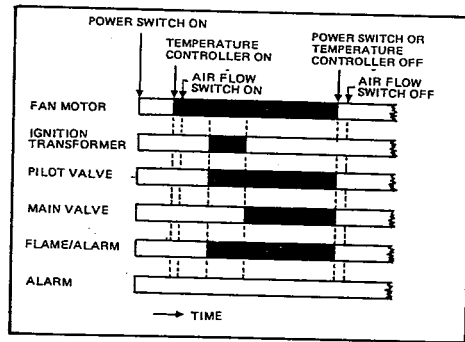 POWER SWITCH ON
POWER SWITCH OR
TEMPERATURE
CONTROLLER OFF
TEMPERATURE
CONTROLLER ON
AIR FLOW
SWITCH ON
AIR FLOW
SWITCH OFF
FAN MOTOR
IGNITION
TRANSFORMER
PILOT VALVE
MAIN VALVE
FLAME/ALARM
ALARM
TIME